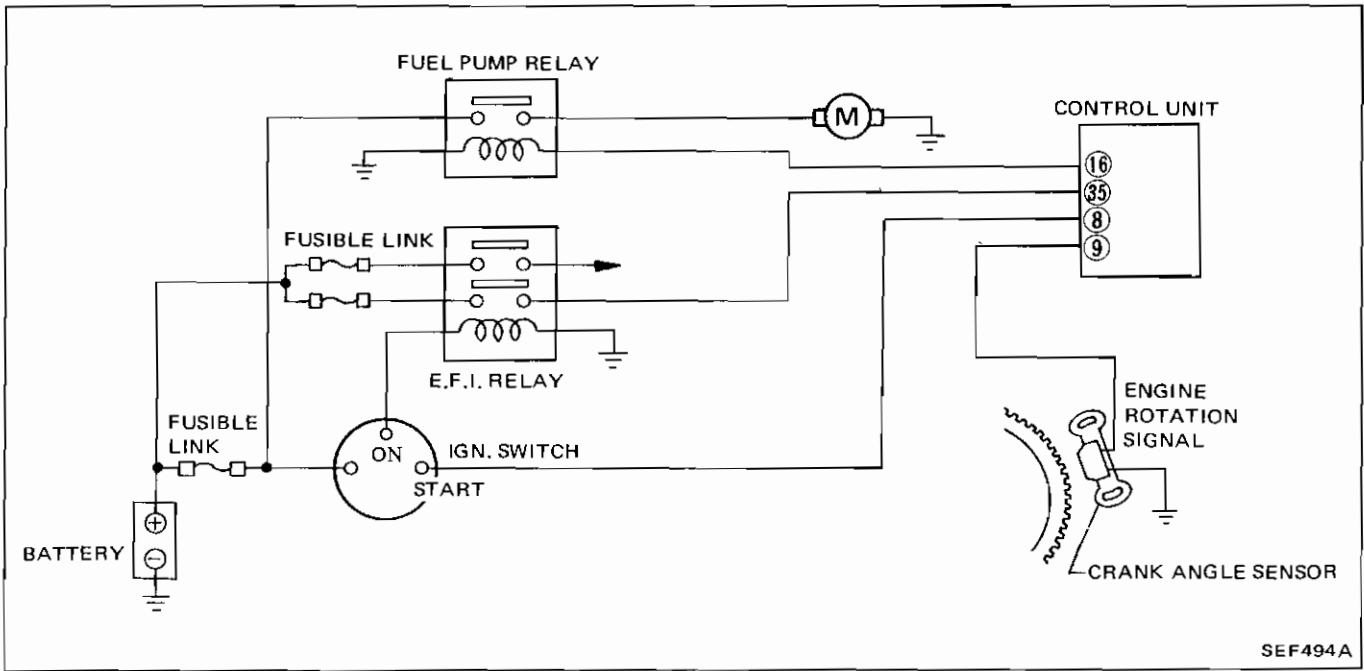 FUEL PUMP RELAY
M
CONTROL UNIT
16
35
8
9
FUSIBLE LINK
E.F.I. RELAY
FUSIBLE
LINK
ON
IGN. SWITCH
START
ENGINE
ROTATION
SIGNAL
BATTERY
+
−
CRANK ANGLE SENSOR
SEF494A